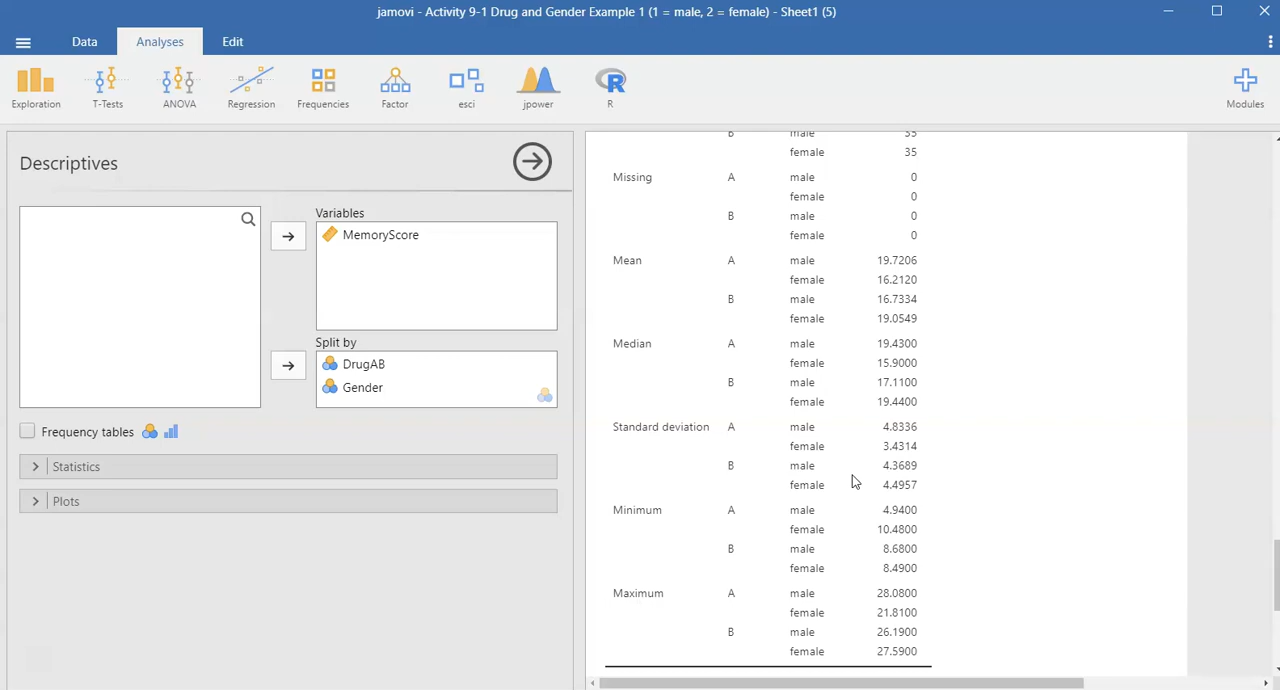 jamovi - Activity 9-1 Drug and Gender Example 1 (1 = male, 2 = female) - Sheet1 (5)
Data Analyses Edit
Exploration T-Tests ANOVA Regression Frequencies Factor esci jpower R Modules
Descriptives
Variables
MemoryScore
Split by
DrugAB
Gender
Frequency tables
Statistics
Plots
B male 35
female 35
Missing A male 0
female 0
B male 0
female 0
Mean A male 19.7206
female 16.2120
B male 16.7334
female 19.0549
Median A male 19.4300
female 15.9000
B male 17.1100
female 19.4400
Standard deviation A male 4.8336
female 3.4314
B male 4.3689
female 4.4957
Minimum A male 4.9400
female 10.4800
B male 8.6800
female 8.4900
Maximum A male 28.0800
female 21.8100
B male 26.1900
female 27.5900